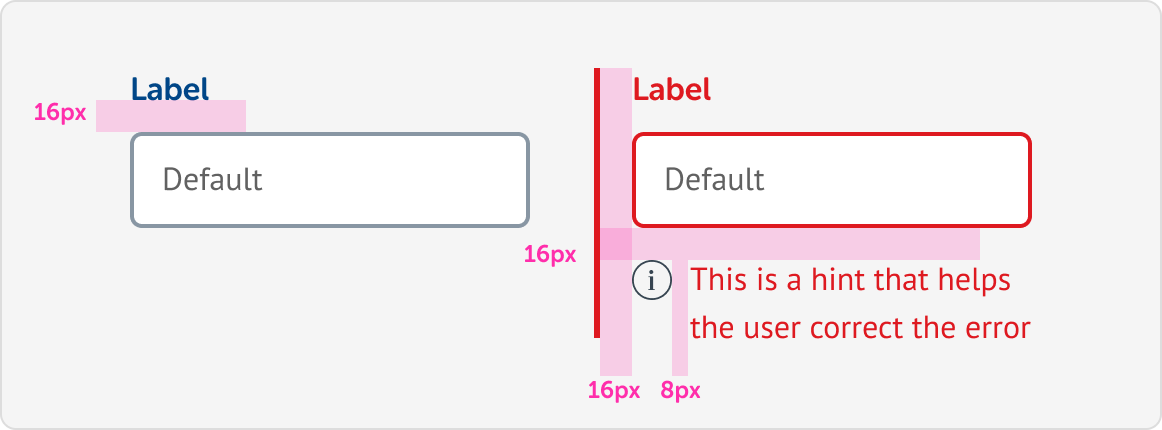 Label
16px
Default
Label
Default
16px
i
This is a hint that helps
the user correct the error
16px
8px